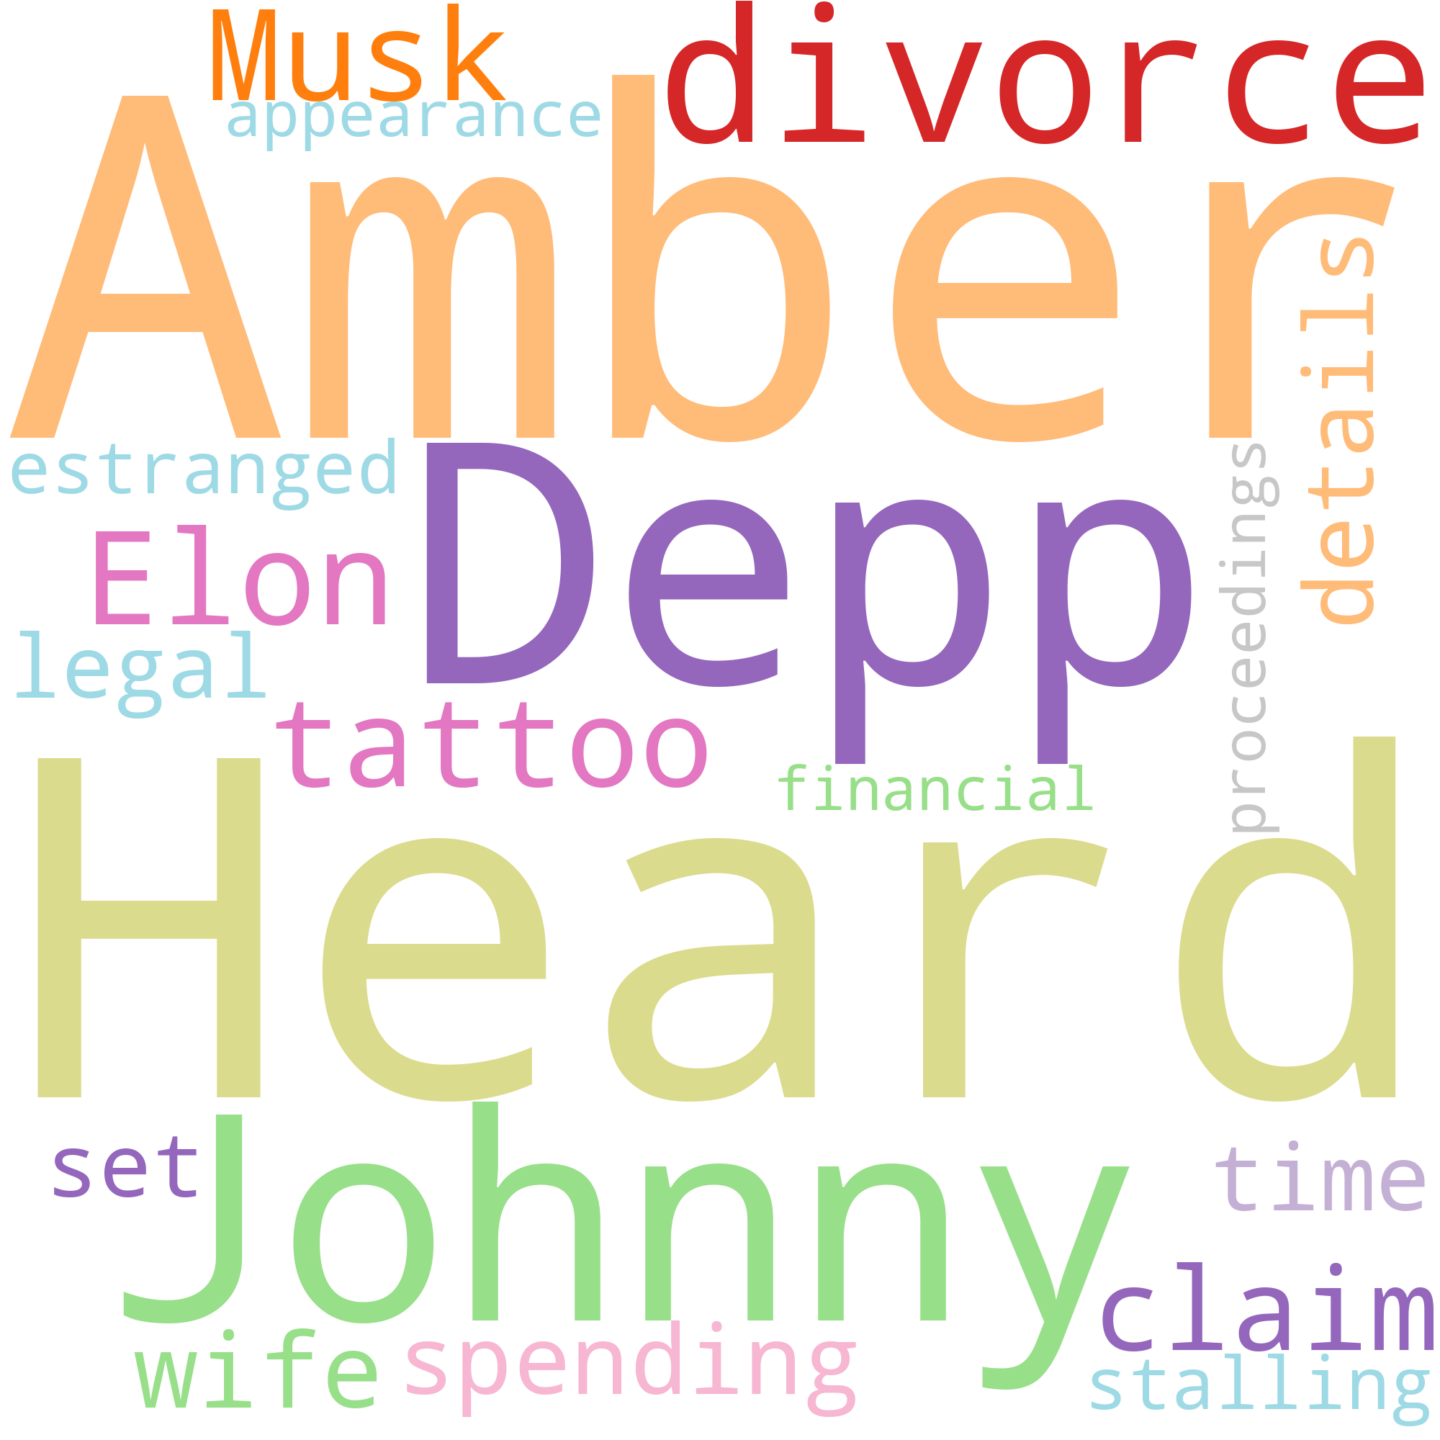 Musk
divorce
appearance
Amber
details
estranged
Depp
proceedings
Elon
legal
tattoo
financial
Heard
Johnny
set
time
claim
wife
spending
stalling